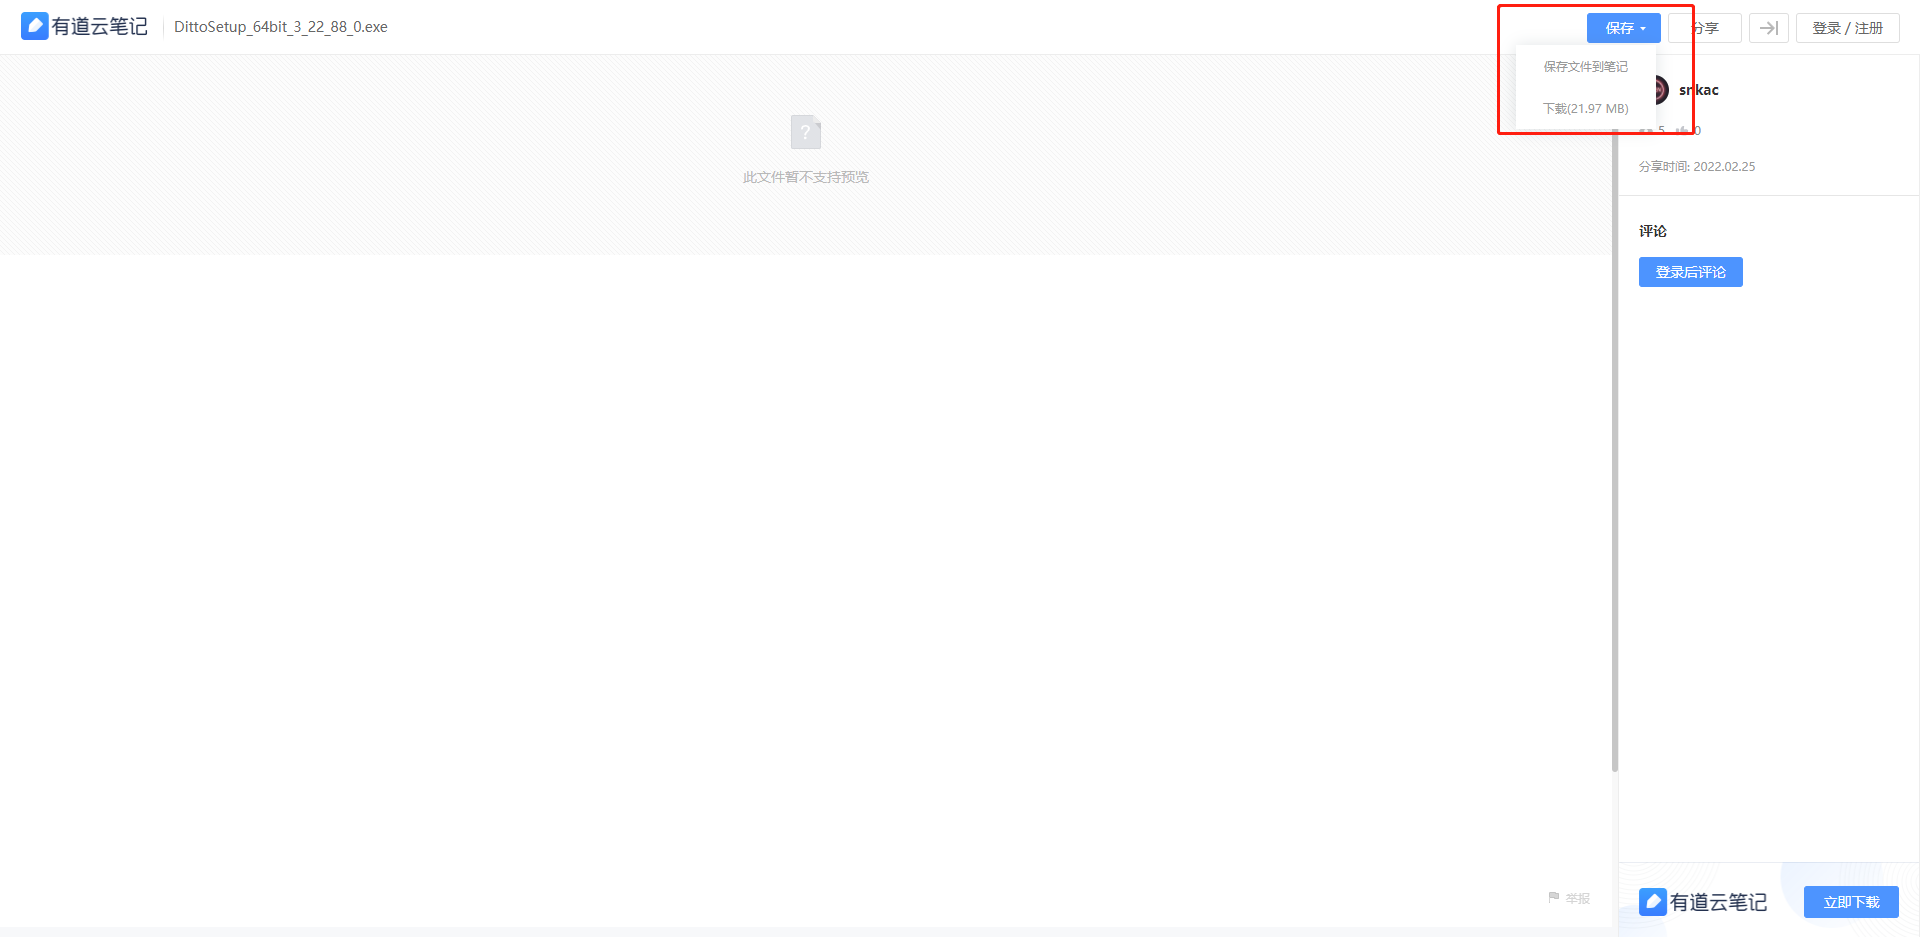 有道云笔记
DittoSetup_64bit_3_22_88_0.exe
保存
分享
登录 / 注册
保存文件到笔记
下载(21.97 MB)
?
此文件暂不支持预览
5
0
分享时间: 2022.02.25
评论
登录后评论
举报
有道云笔记
立即下载